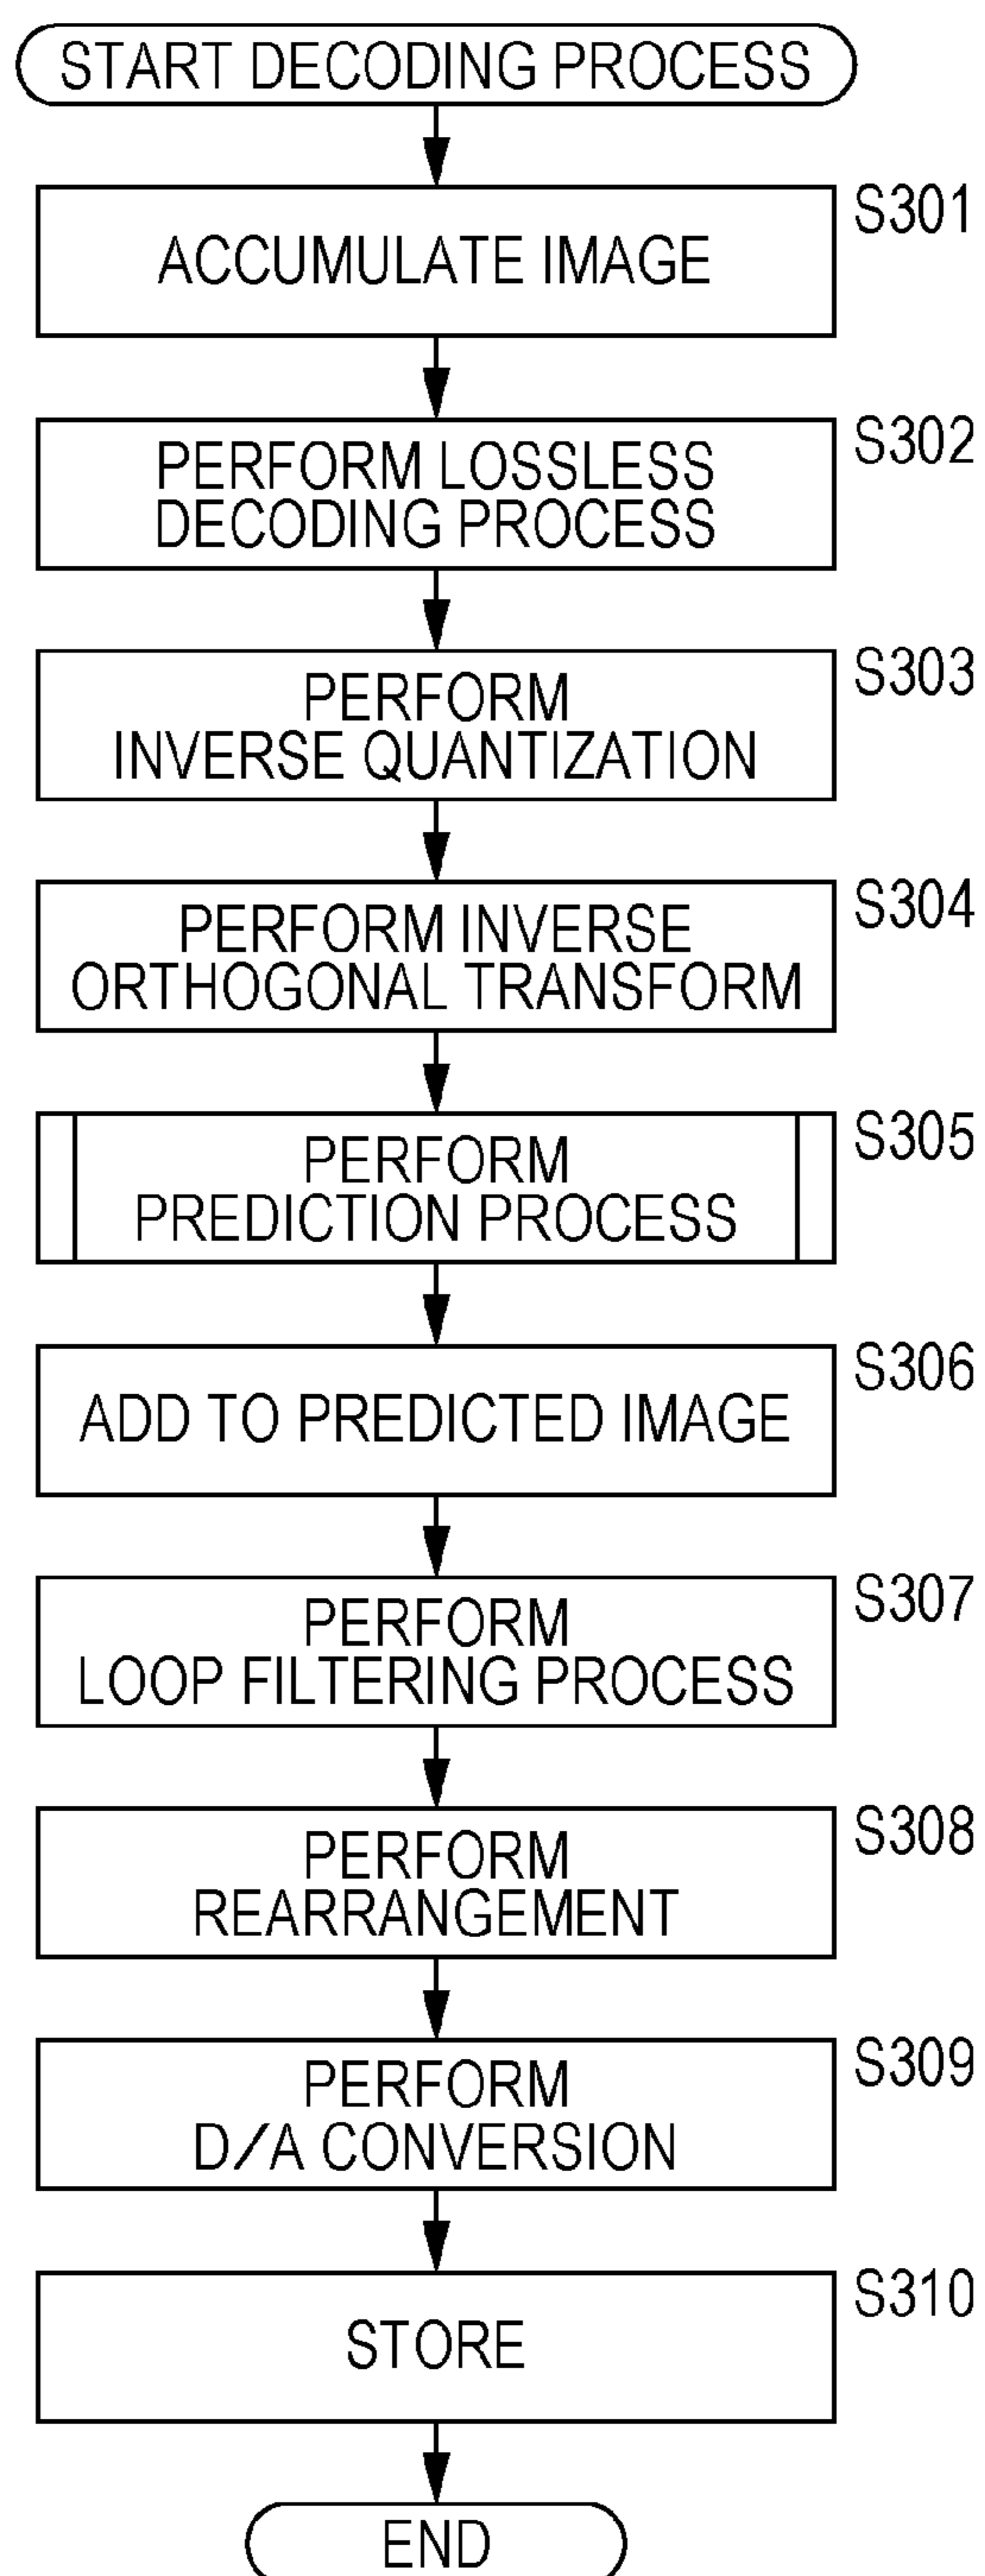 START DECODING PROCESS
S301
ACCUMULATE IMAGE
S302
PERFORM LOSSLESS
DECODING PROCESS
S303
PERFORM
INVERSE QUANTIZATION
S304
PERFORM INVERSE
ORTHOGONAL TRANSFORM
S305
PERFORM
PREDICTION PROCESS
S306
ADD TO PREDICTED IMAGE
S307
PERFORM
LOOP FILTERING PROCESS
S308
PERFORM
REARRANGEMENT
S309
PERFORM
D/A CONVERSION
S310
STORE
END